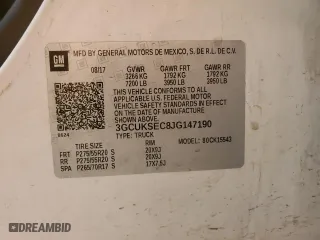 GM
MFD BY GENERAL MOTORS DE MEXICO, S. DE R.L. DE C.V.
08/17 GVWR GAWR FRT GAWR RR
3266 KG 1792 KG 1792 KG
7200 LB 3950 LB 3950 LB
THIS VEHICLE CONFORMS TO ALL
APPLICABLE U.S. FEDERAL MOTOR
VEHICLE SAFETY STANDARDS IN EFFECT
ON THE DATE OF MANUFACTURE
SHOWN ABOVE.
3GCUKSEC8JG147190
TYPE: TRUCK
MODEL:
TIRE SIZE RIM
FRT P275/55R20 S 20X9J
RR P275/55R20 S 20X9J
SPA P265/70R17 S 17X7.5J
DREAMBID